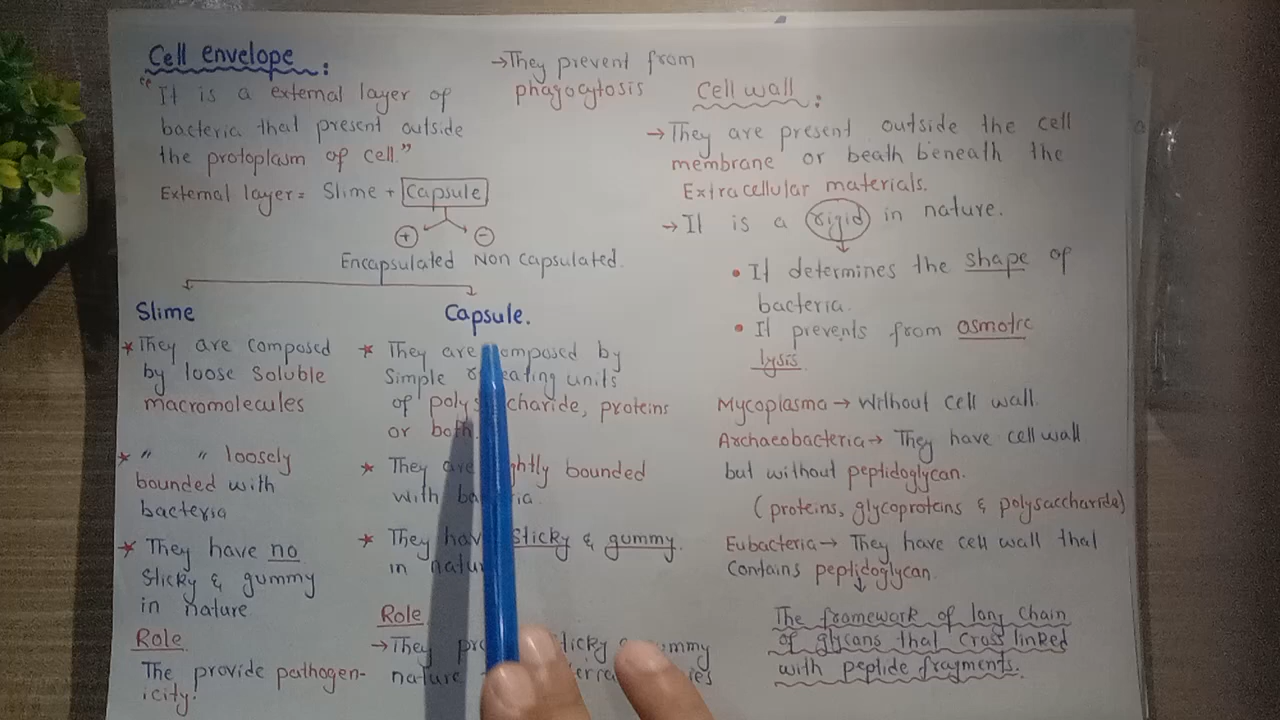 Cell envelope :
"It is a external layer of
bacteria that present outside
the protoplasm of cell."
External layer = Slime + Capsule
+ -
Encapsulated Non capsulated.
Slime
* They are composed
by loose soluble
macromolecules
* " " loosely
bounded with
bacteria
* They have no
sticky & gummy
in nature
Role
The provide pathogen-
icity!
Capsule.
* They are composed by
Simple units
of polysaccharide, proteins
or both.
* They are bounded
with bacteria.
* They have sticky & gummy.
in nature
Role
→ They
nature
→ They prevent from
phagocytosis
Cell wall :
→ They are present outside the cell
membrane or beath beneath the
Extracellular materials.
→ It is a rigid in nature.
• It determines the shape of
bacteria.
• It prevents from osmotic
lysis.
Mycoplasma → Without cell wall.
Archaeobacteria → They have cell wall
but without peptidoglycan.
(proteins, glycoproteins & polysaccharide)
Eubacteria → They have cell wall that
Contains peptidoglycan.
The framework of long chain
of glycans that cross linked
with peptide fragments.